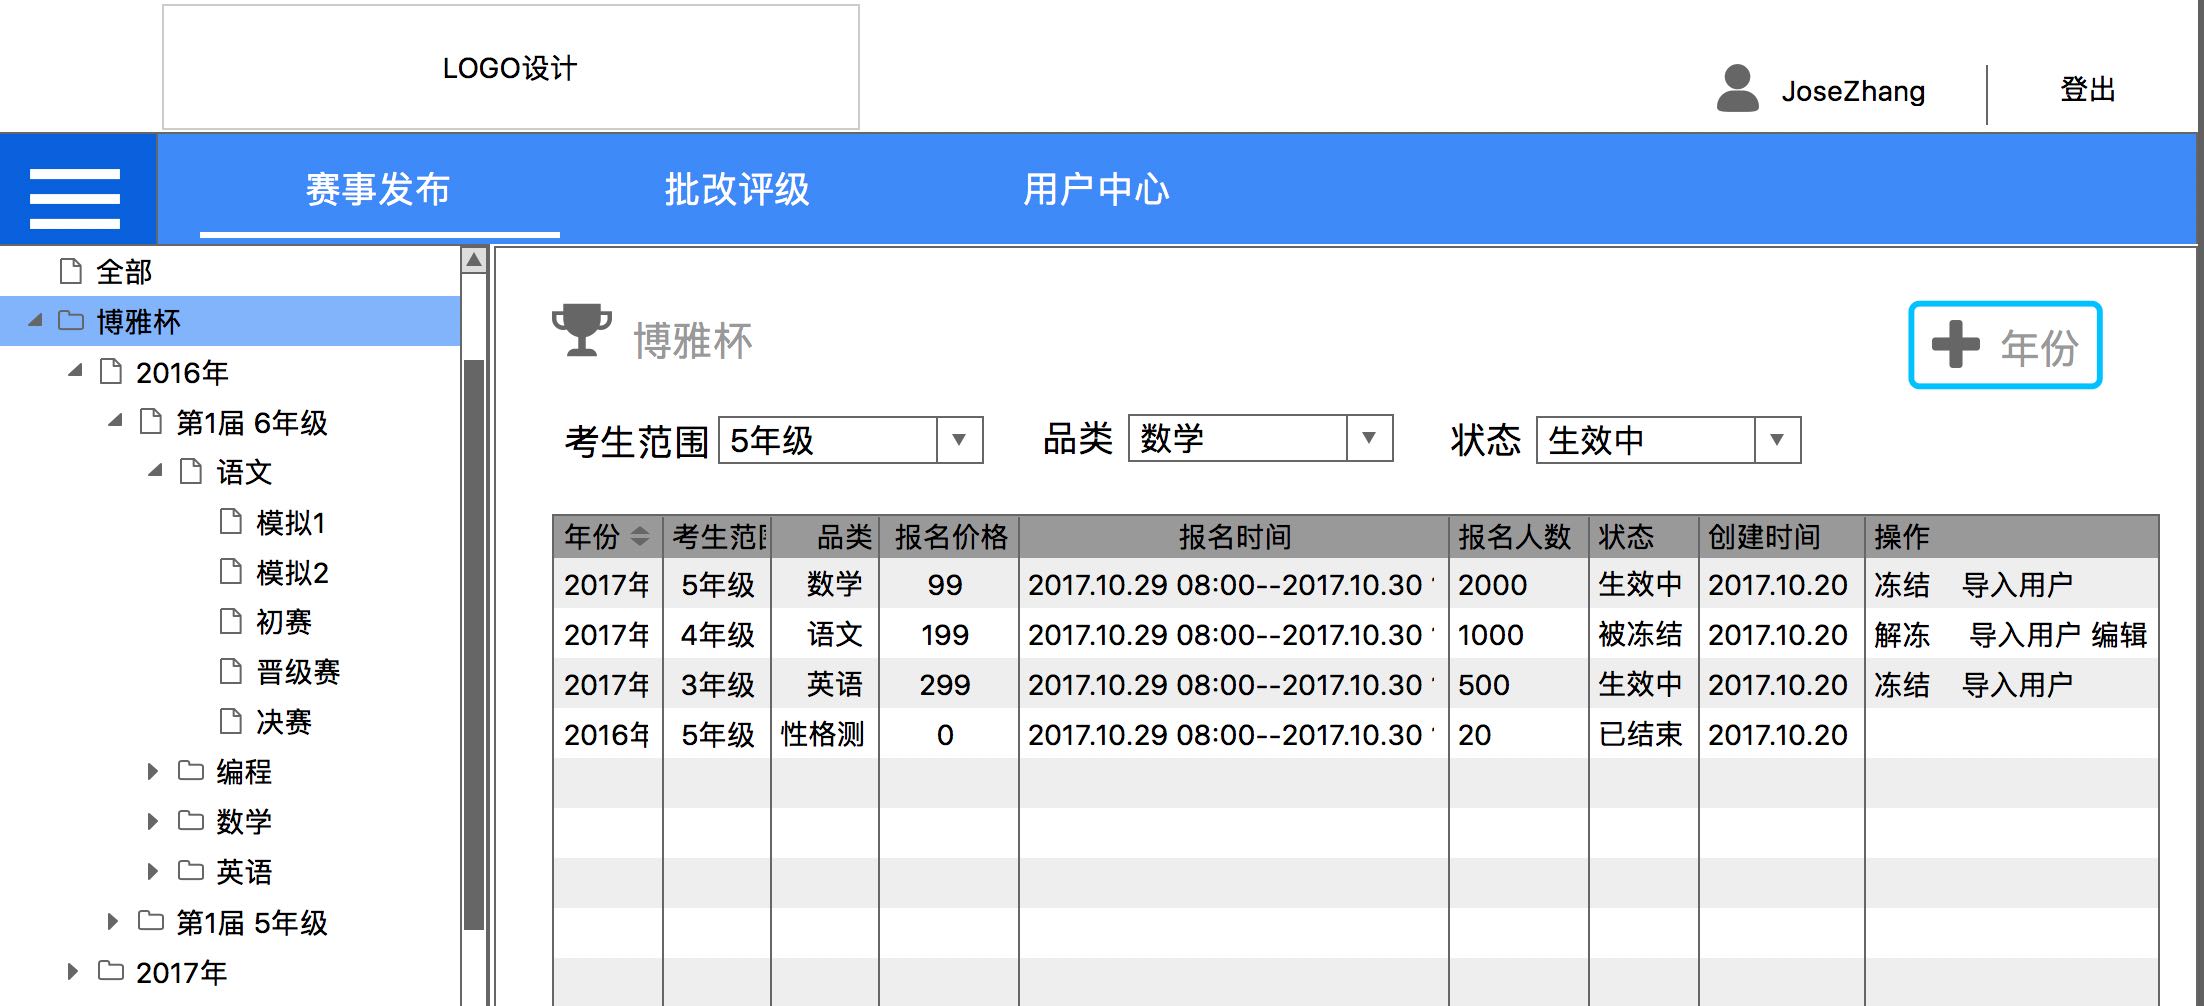 LOGO设计
JoseZhang
登出
赛事发布 批改评级 用户中心
全部
博雅杯
2016年
第1届 6年级
语文
模拟1
模拟2
初赛
晋级赛
决赛
编程
数学
英语
第1届 5年级
2017年
博雅杯
年份
考生范围 5年级 品类 数学 状态 生效中
年份 考生范 品类 报名价格 报名时间 报名人数 状态 创建时间 操作
2017年 5年级 数学 99 2017.10.29 08:00--2017.10.30 2000 生效中 2017.10.20 冻结 导入用户
2017年 4年级 语文 199 2017.10.29 08:00--2017.10.30 1000 被冻结 2017.10.20 解冻 导入用户 编辑
2017年 3年级 英语 299 2017.10.29 08:00--2017.10.30 500 生效中 2017.10.20 冻结 导入用户
2016年 5年级 性格测 0 2017.10.29 08:00--2017.10.30 20 已结束 2017.10.20